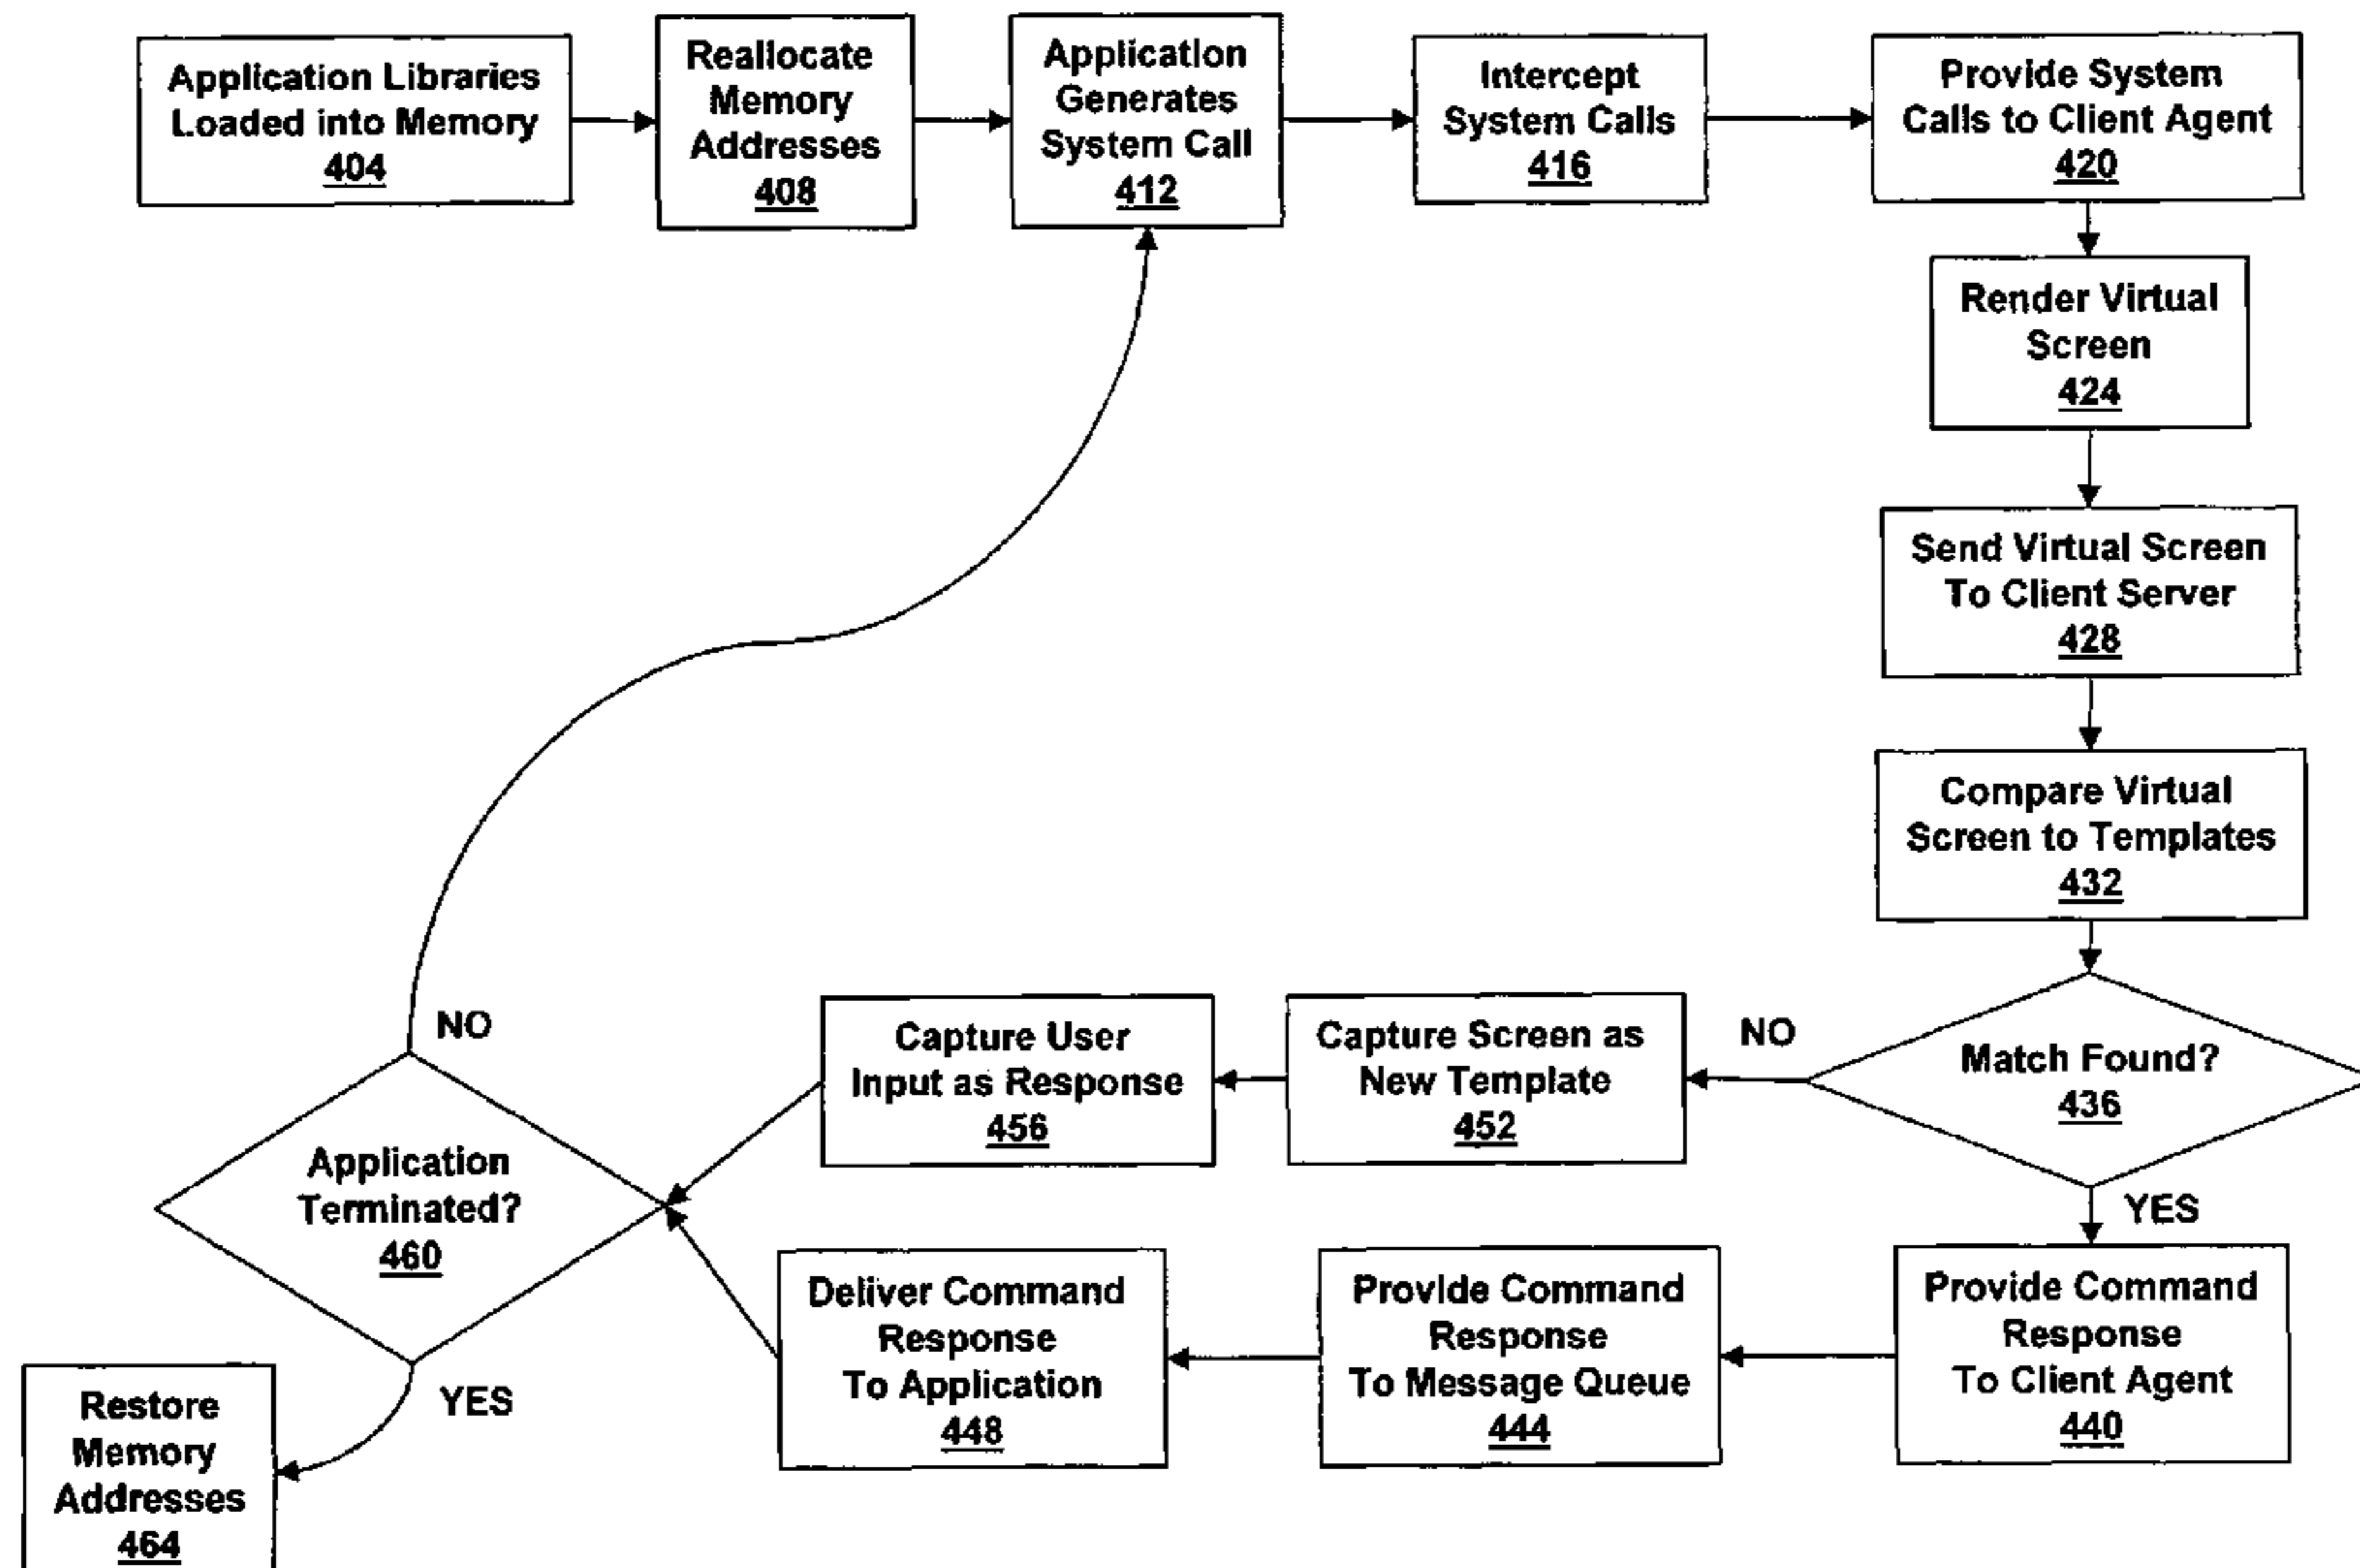 Application Libraries
Loaded into Memory
404
Reallocate
Memory
Addresses
408
Application
Generates
System Call
412
Intercept
System Calls
416
Provide System
Calls to Client Agent
420
Render Virtual
Screen
424
Send Virtual Screen
To Client Server
428
Compare Virtual
Screen to Templates
432
Match Found?
436
NO
YES
Capture Screen as
New Template
452
Capture User
Input as Response
456
Provide Command
Response
To Client Agent
440
Provide Command
Response
To Message Queue
444
Deliver Command
Response
To Application
448
Application
Terminated?
460
NO
YES
Restore
Memory
Addresses
464